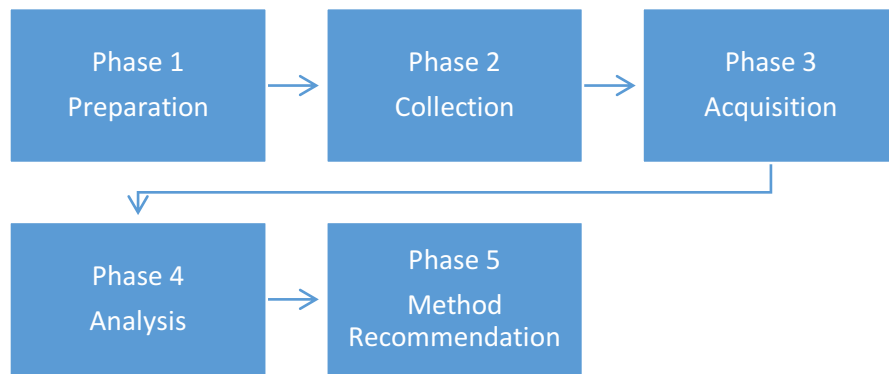 Phase 1
Preparation
Phase 2
Collection
Phase 3
Acquisition
Phase 4
Analysis
Phase 5
Method
Recommendation